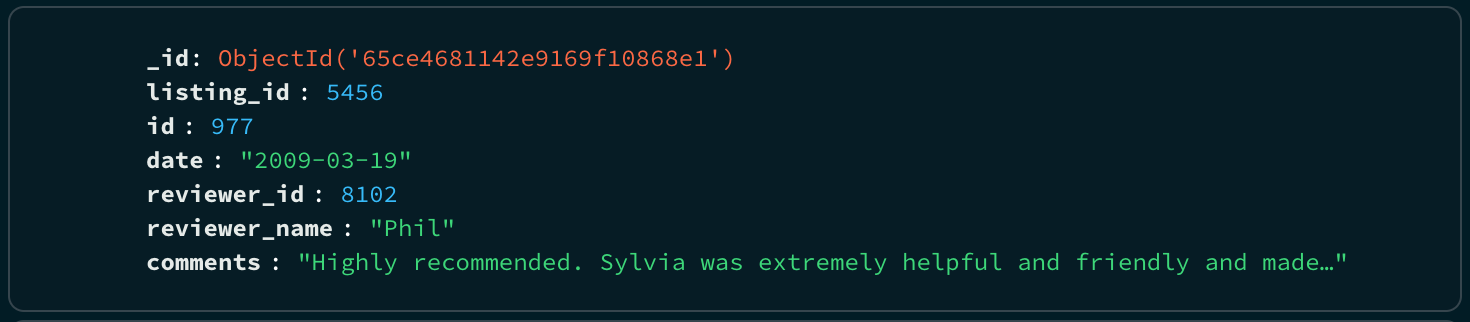 _id: ObjectId('65ce4681142e9169f10868e1')
listing_id : 5456
id : 977
date : "2009-03-19"
reviewer_id : 8102
reviewer_name : "Phil"
comments : "Highly recommended. Sylvia was extremely helpful and friendly and made…"